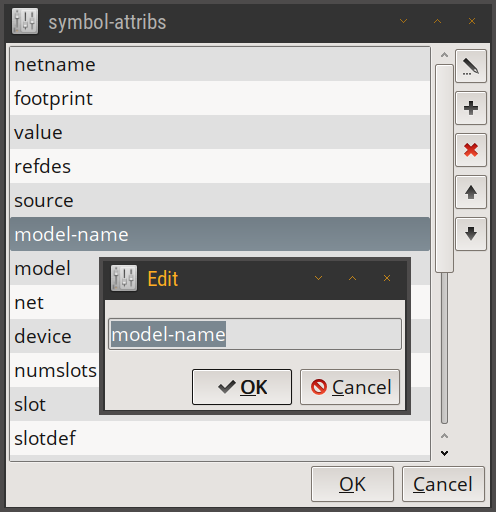 symbol-attribs
netname
footprint
value
refdes
source
model-name
model
net
device
numslots
slot
slotdef
Edit
model-name
OK
Cancel
OK
Cancel